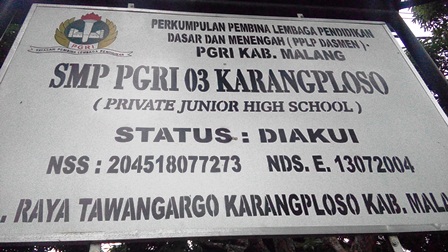 PERKUMPULAN PEMBINA LEMBAGA PENDIDIKAN
DASAR DAN MENENGAH ( PPLP DASMEN ) -
PGRI KAB. MALANG
PGRI
SMP PGRI 03 KARANGPLOSO
( PRIVATE JUNIOR HIGH SCHOOL )
STATUS : DIAKUI
NSS : 204518077273 NDS. E. 13072004
. RAYA TAWANGARGO KARANGPLOSO KAB. MALA